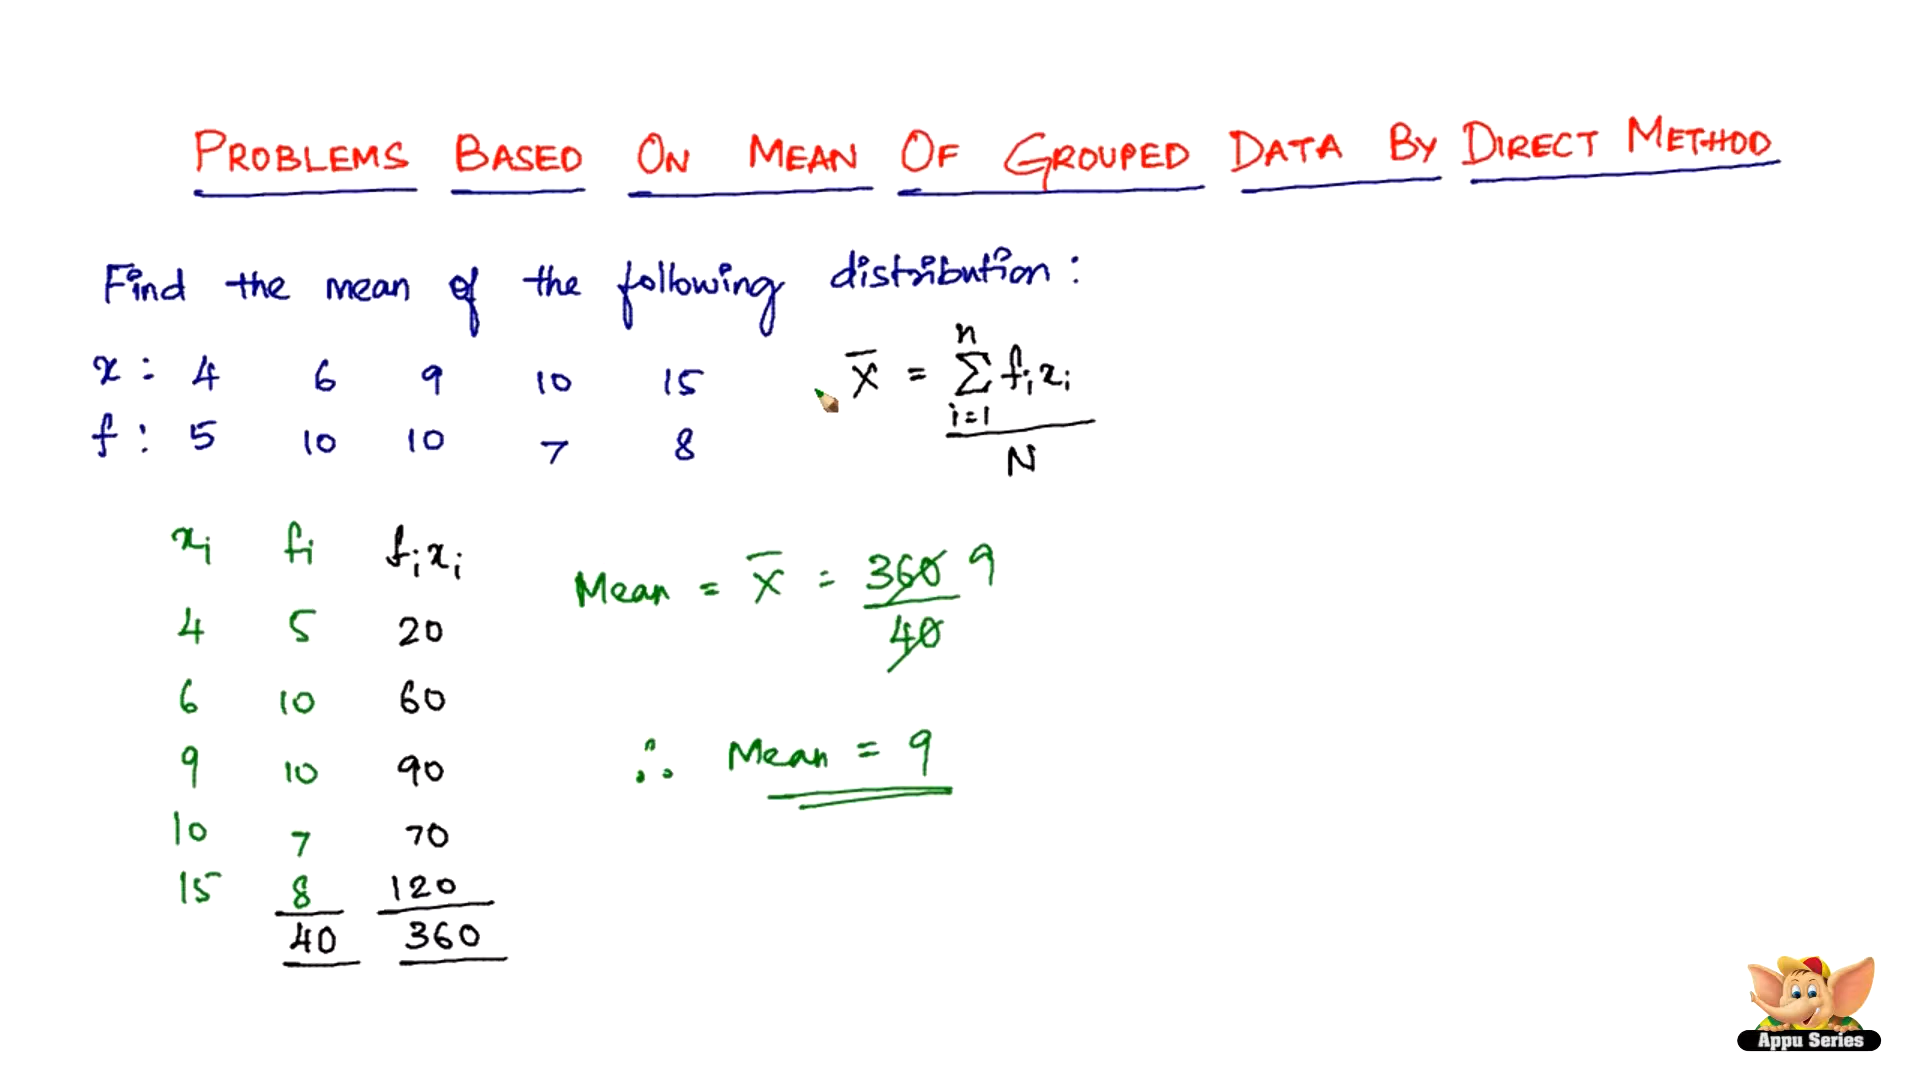 PROBLEMS BASED ON MEAN OF GROUPED DATA BY DIRECT METHOD
Find the mean of the following distribution:
x: 4 6 9 10 15
f: 5 10 10 7 8
x̄ = ∑ᵢ₌₁ⁿ fᵢxᵢ / N
xᵢ fᵢ fᵢxᵢ
4 5 20
6 10 60
9 10 90
10 7 70
15 8 120
40 360
Mean = x̄ = 360/40 9
∴ Mean = 9
Appu Series